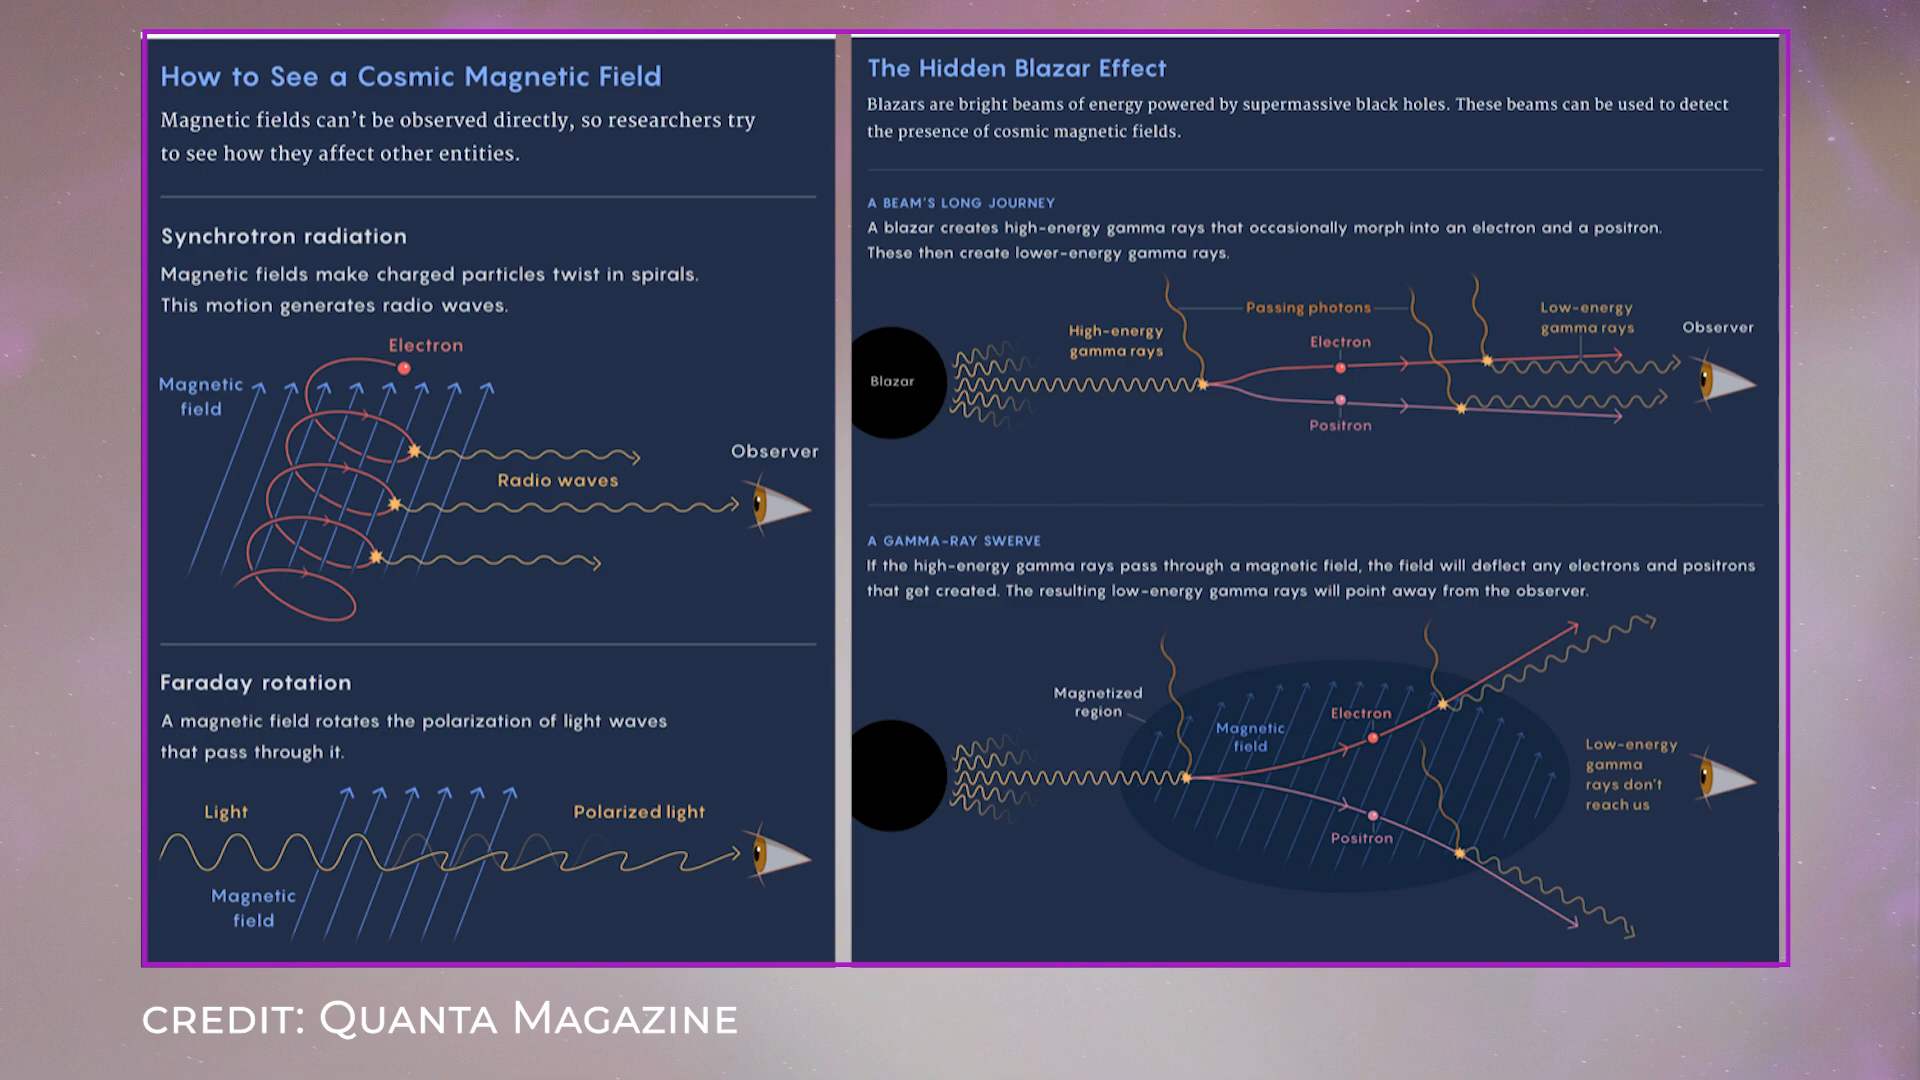 How to See a Cosmic Magnetic Field
Magnetic fields can't be observed directly, so researchers try
to see how they affect other entities.
Synchrotron radiation
Magnetic fields make charged particles twist in spirals.
This motion generates radio waves.
Electron
Magnetic
field
Observer
Radio waves
Faraday rotation
A magnetic field rotates the polarization of light waves
that pass through it.
Light
Polarized light
Magnetic
field
The Hidden Blazar Effect
Blazars are bright beams of energy powered by supermassive black holes. These beams can be used to detect
the presence of cosmic magnetic fields.
A BEAM'S LONG JOURNEY
A blazar creates high-energy gamma rays that occasionally morph into an electron and a positron.
These then create lower-energy gamma rays.
Passing photons
Low-energy
gamma rays
High-energy
gamma rays
Observer
Electron
Blazar
Positron
A GAMMA-RAY SWERVE
If the high-energy gamma rays pass through a magnetic field, the field will deflect any electrons and positrons
that get created. The resulting low-energy gamma rays will point away from the observer.
Magnetized
region
Magnetic
field
Electron
Low-energy
gamma
rays don't
reach us
Positron
CREDIT: QUANTA MAGAZINE